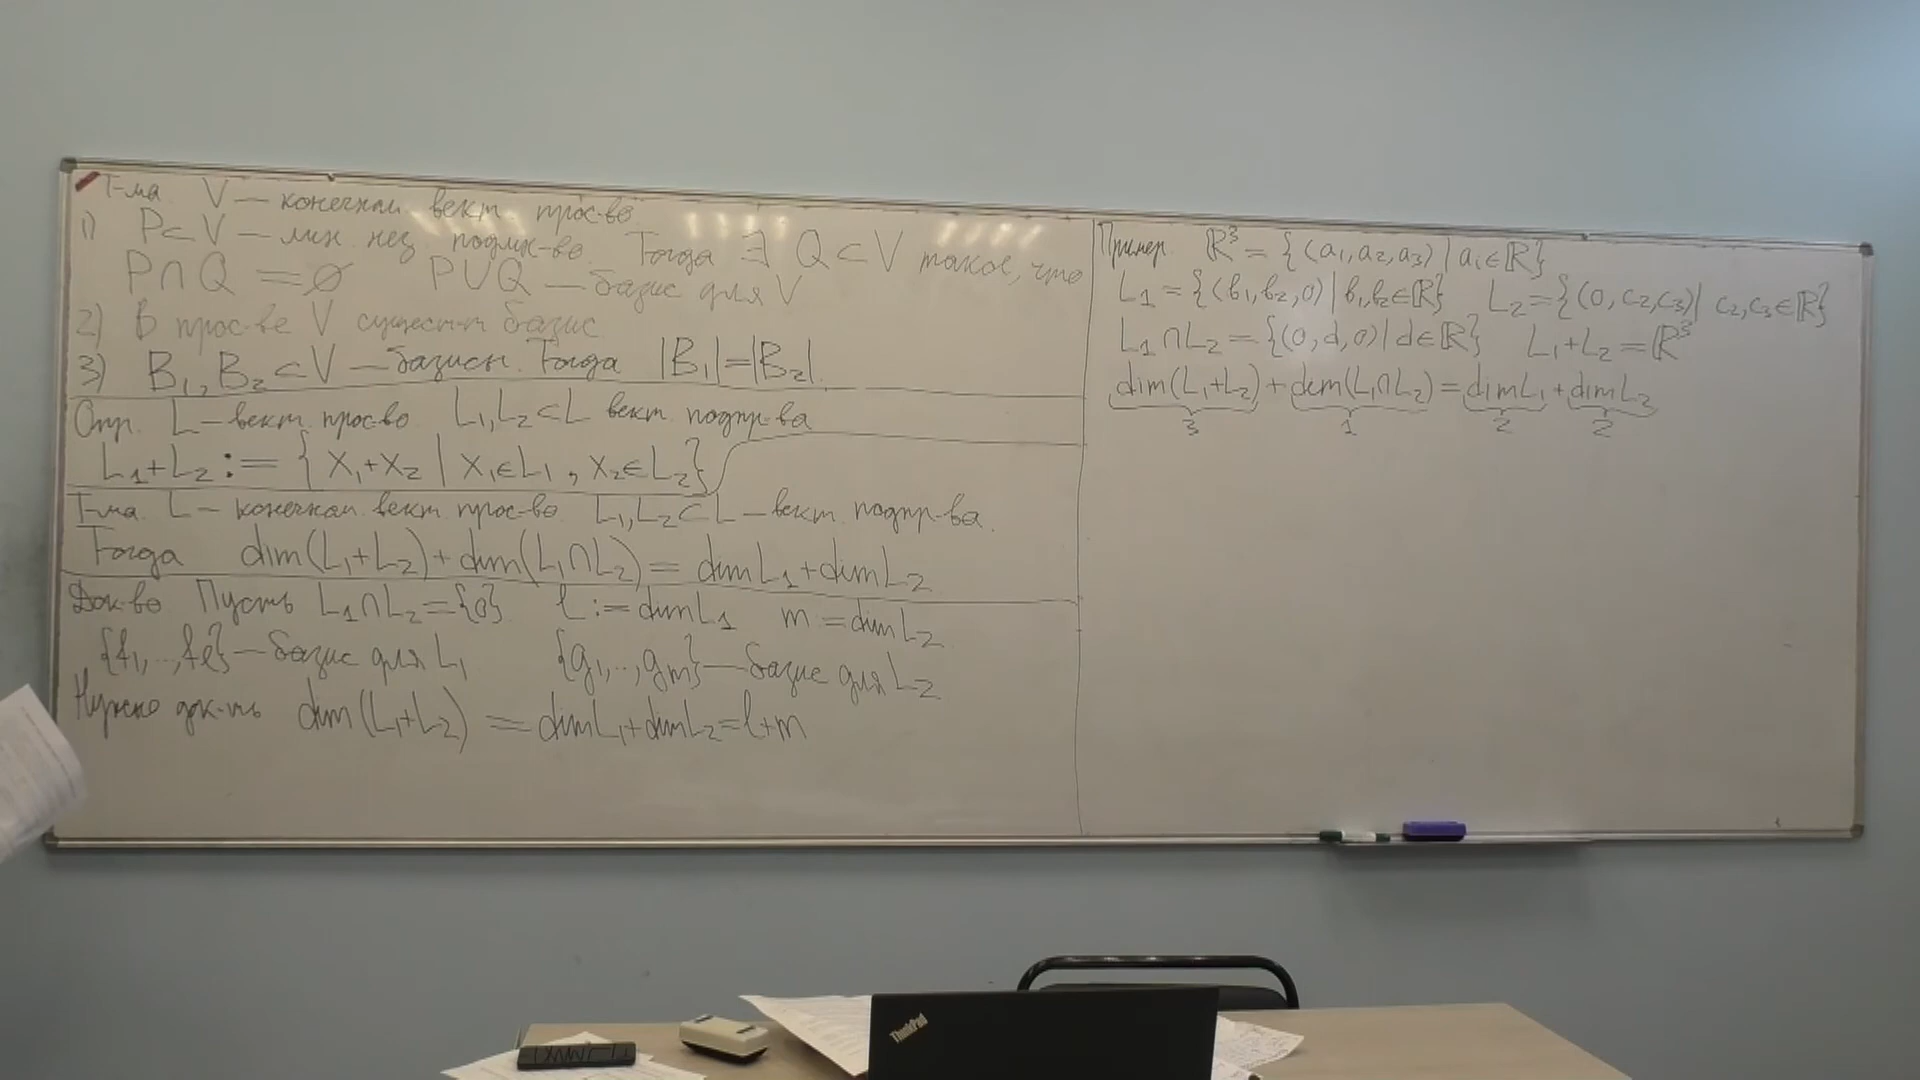 Т-ма. V — конечном. вект. прос-во
1) P⊂V — лин. нез. подмн-во. Тогда ∃ Q⊂V такое, что
P∩Q = ∅ P∪Q — базис для V
2) В прос-ве V сущест-т базис
3) B₁, B₂ ⊂ V — базисы. Тогда |B₁|=|B₂|.
Опр. L — вект. прос-во L₁, L₂ ⊂ L вект. подпр-ва
L₁+L₂ := { x₁+x₂ | x₁∈L₁, x₂∈L₂}
Т-ма. L — конечном. вект. прос-во. L₁, L₂ ⊂ L — вект. подпр-ва.
Тогда dim(L₁+L₂) + dim(L₁∩L₂) = dim L₁ + dim L₂
Док-во Пусть L₁∩L₂={0} l := dim L₁ m = dim L₂
{f₁,..,fₗ} — базис для L₁ {g₁,..,gₘ} — базис для L₂
Нужно док-ть dim(L₁+L₂) = dim L₁+dim L₂=l+m
Пример. ℝ³ = {(a₁,a₂,a₃) | aᵢ∈ℝ}
L₁ = {(b₁,b₂,0) | b₁,b₂∈ℝ} L₂={(0,c₂,c₃) | c₂,c₃∈ℝ}
L₁∩L₂={(0,d,0) | d∈ℝ} L₁+L₂=ℝ³
dim(L₁+L₂)+dim(L₁∩L₂)=dim L₁+dim L₂
3 1 2 2
ThinkPad